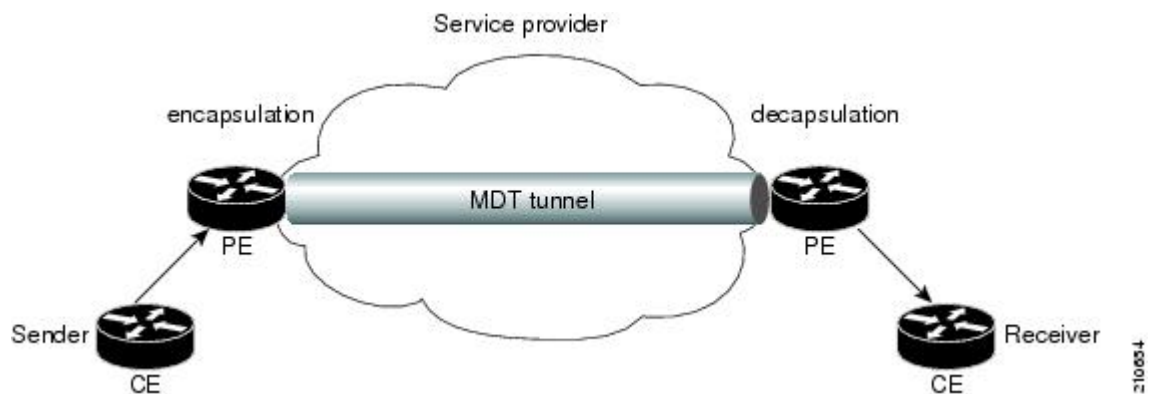 Service provider
encapsulation
decapsulation
MDT tunnel
PE
PE
Sender
Receiver
CE
CE
210654